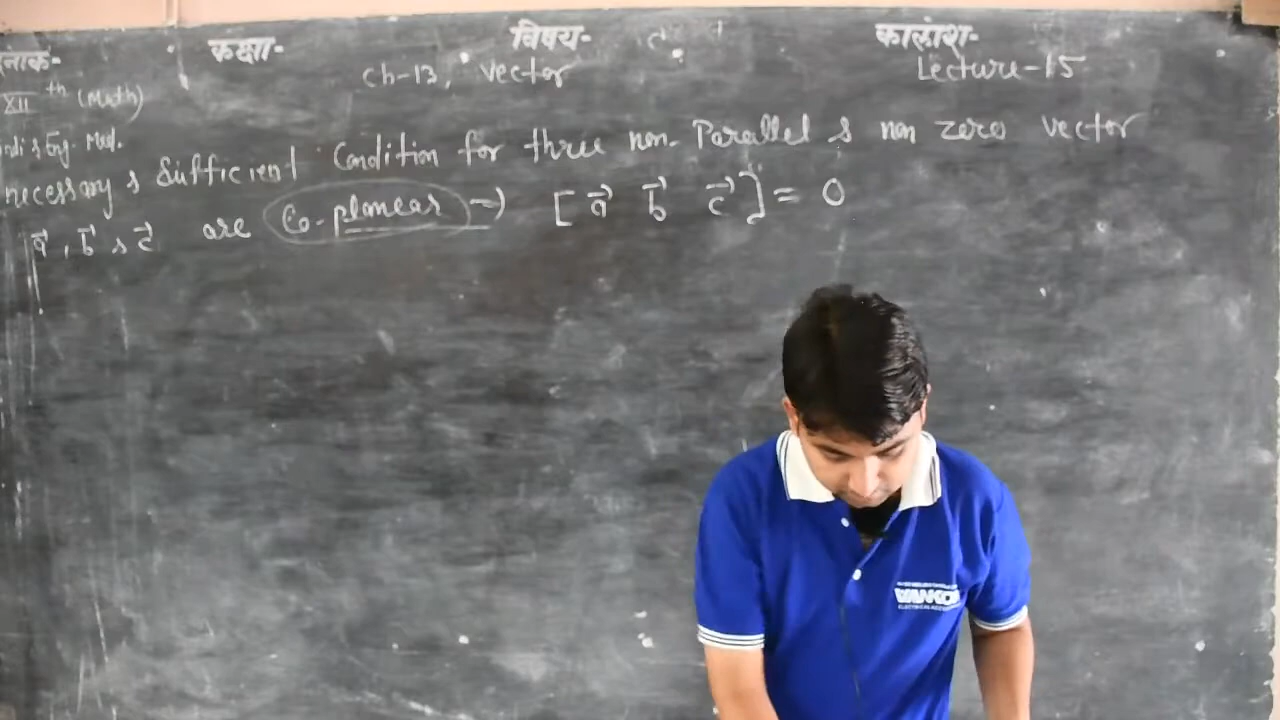 कक्षा- विषय- कालांश-
XII th (Math) Ch-13, Vector Lecture-15
Eng. Med.
necessary & Sufficient Condition for three non-Parallel & non zero vector
a⃗, b⃗ & c⃗ are Co-planear → [a⃗ b⃗ c⃗] = 0